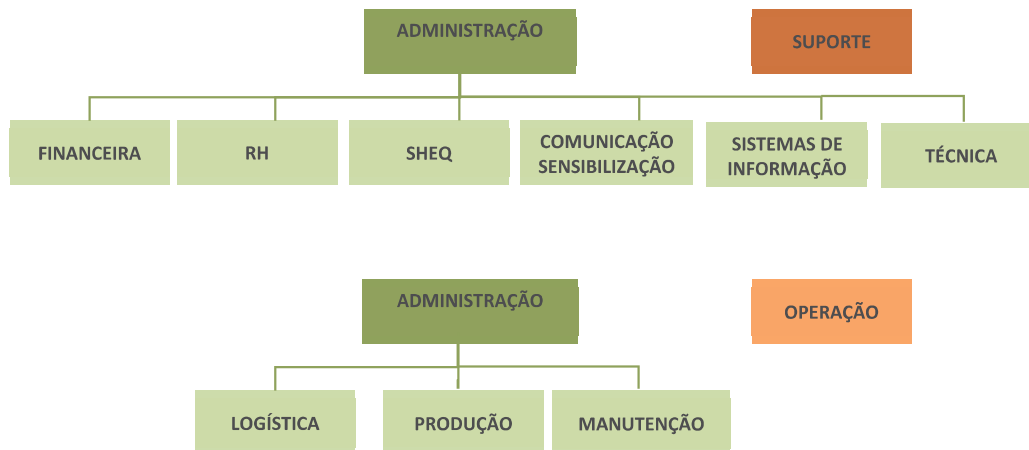 ADMINISTRAÇÃO
SUPORTE
FINANCEIRA
RH
SHEQ
COMUNICAÇÃO
SENSIBILIZAÇÃO
SISTEMAS DE
INFORMAÇÃO
TÉCNICA
ADMINISTRAÇÃO
OPERAÇÃO
LOGÍSTICA
PRODUÇÃO
MANUTENÇÃO